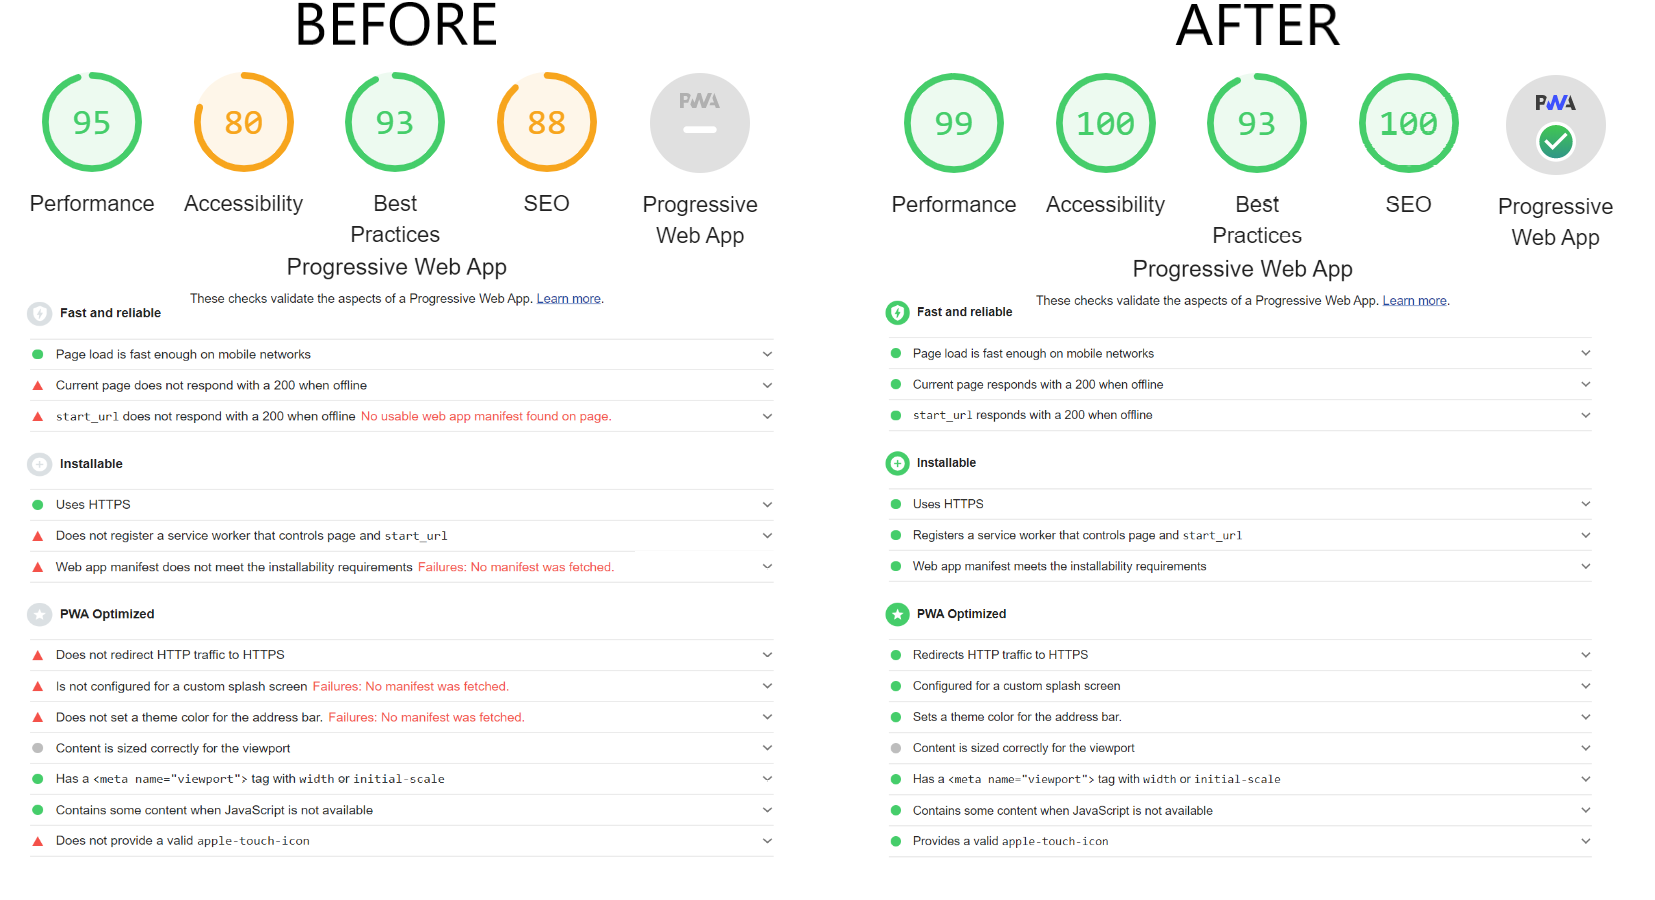 BEFORE
95
80
93
88
PWA
Performance
Accessibility
Best
Practices
SEO
Progressive
Web App
Progressive Web App
These checks validate the aspects of a Progressive Web App. Learn more.
Fast and reliable
Page load is fast enough on mobile networks
Current page does not respond with a 200 when offline
start_url does not respond with a 200 when offline No usable web app manifest found on page.
Installable
Uses HTTPS
Does not register a service worker that controls page and start_url
Web app manifest does not meet the installability requirements Failures: No manifest was fetched.
PWA Optimized
Does not redirect HTTP traffic to HTTPS
Is not configured for a custom splash screen Failures: No manifest was fetched.
Does not set a theme color for the address bar. Failures: No manifest was fetched.
Content is sized correctly for the viewport
Has a <meta name="viewport"> tag with width or initial-scale
Contains some content when JavaScript is not available
Does not provide a valid apple-touch-icon
AFTER
99
100
93
100
PWA
Performance
Accessibility
Best
Practices
SEO
Progressive
Web App
Progressive Web App
These checks validate the aspects of a Progressive Web App. Learn more.
Fast and reliable
Page load is fast enough on mobile networks
Current page responds with a 200 when offline
start_url responds with a 200 when offline
Installable
Uses HTTPS
Registers a service worker that controls page and start_url
Web app manifest meets the installability requirements
PWA Optimized
Redirects HTTP traffic to HTTPS
Configured for a custom splash screen
Sets a theme color for the address bar.
Content is sized correctly for the viewport
Has a <meta name="viewport"> tag with width or initial-scale
Contains some content when JavaScript is not available
Provides a valid apple-touch-icon